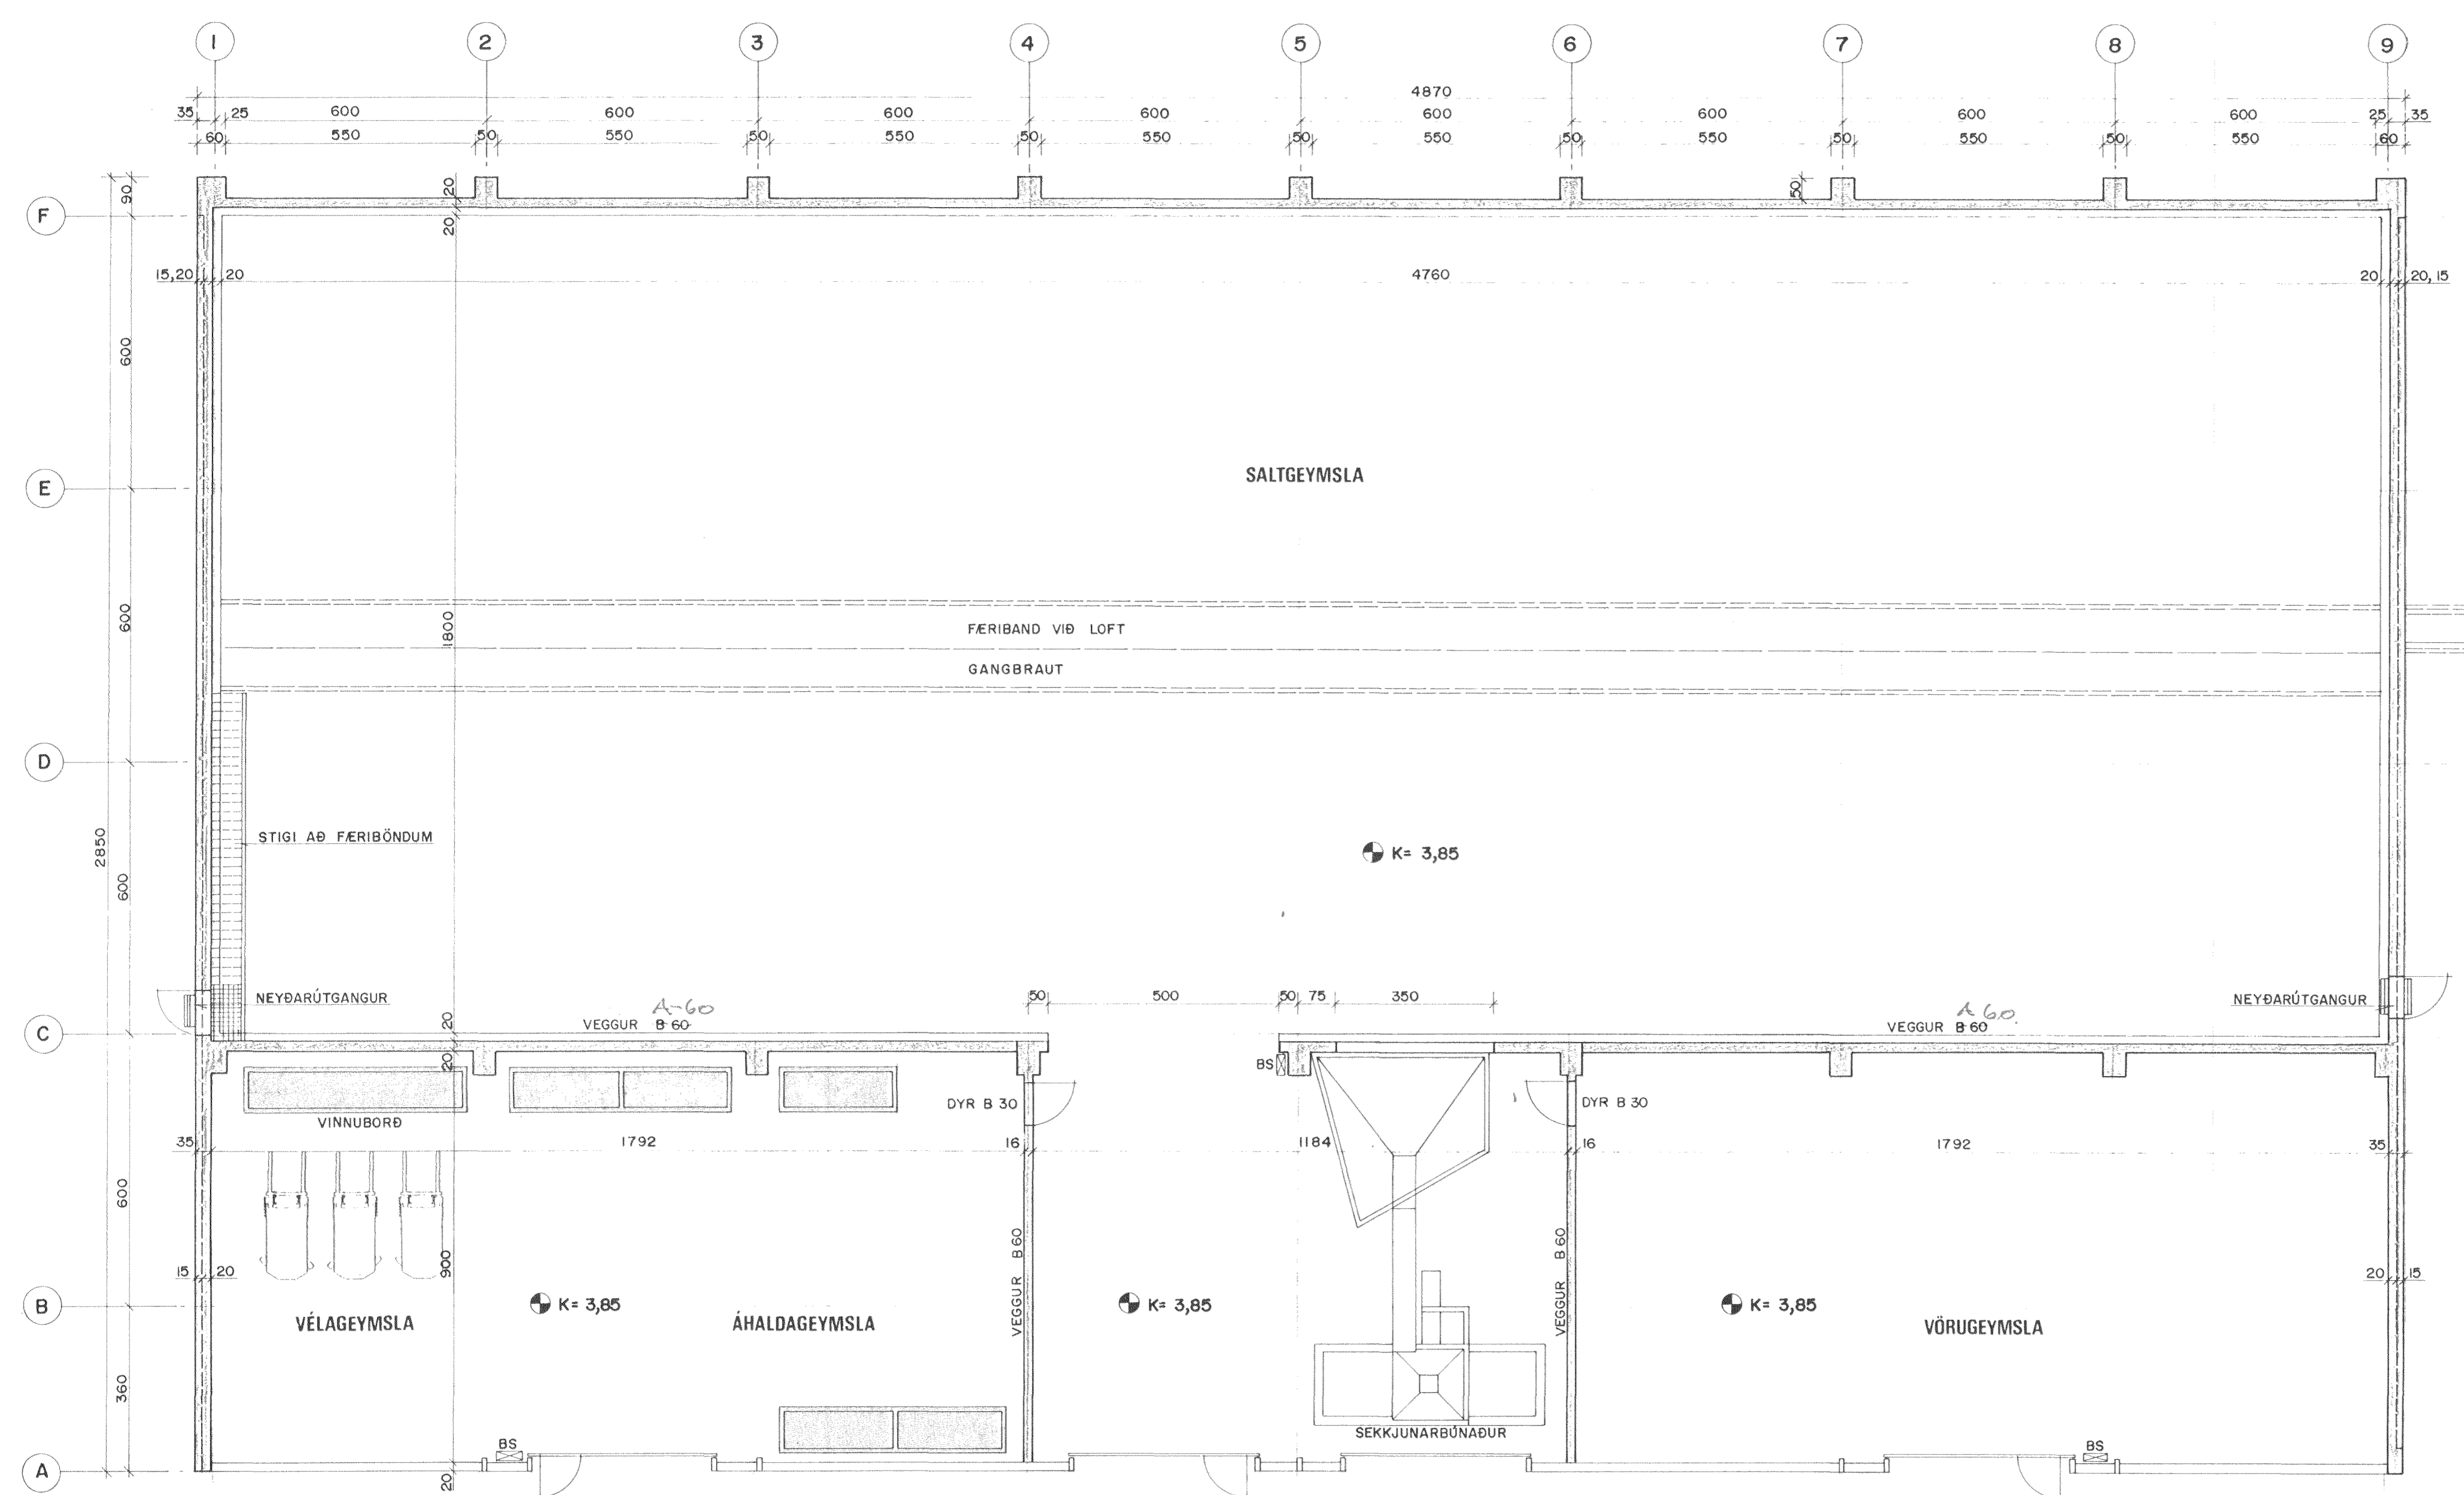 1 2 3 4 5 6 7 8 9
4870
35 25 600 600 600 600 600 600 600 600 25 35
60 550 50 550 50 550 50 550 50 550 50 550 50 550 50 550 60
90 20 50
F
20
15,20 20 4760 20 20,15
600
E
SALTGEYMSLA
600 1800
FÆRIBAND VIÐ LOFT
GANGBRAUT
D
STIGI AÐ FÆRIBÖNDUM
2850
K= 3,85
600
NEYÐARÚTGANGUR
50 500 50 75 350
NEYÐARÚTGANGUR
A-60
A 60.
C
20
VEGGUR B 60
VEGGUR B 60
20
BS
DYR B 30
DYR B 30
VINNUBORÐ
35 1792 16 1184 16 1792 35
600
VEGGUR B 60
VEGGUR B 60
900
15 20
20 15
B
K= 3,85
K= 3,85
K= 3,85
VÉLAGEYMSLA
ÁHALDAGEYMSLA
VÖRUGEYMSLA
360
SEKKJUNARBÚNAÐUR
BS
BS
A
20